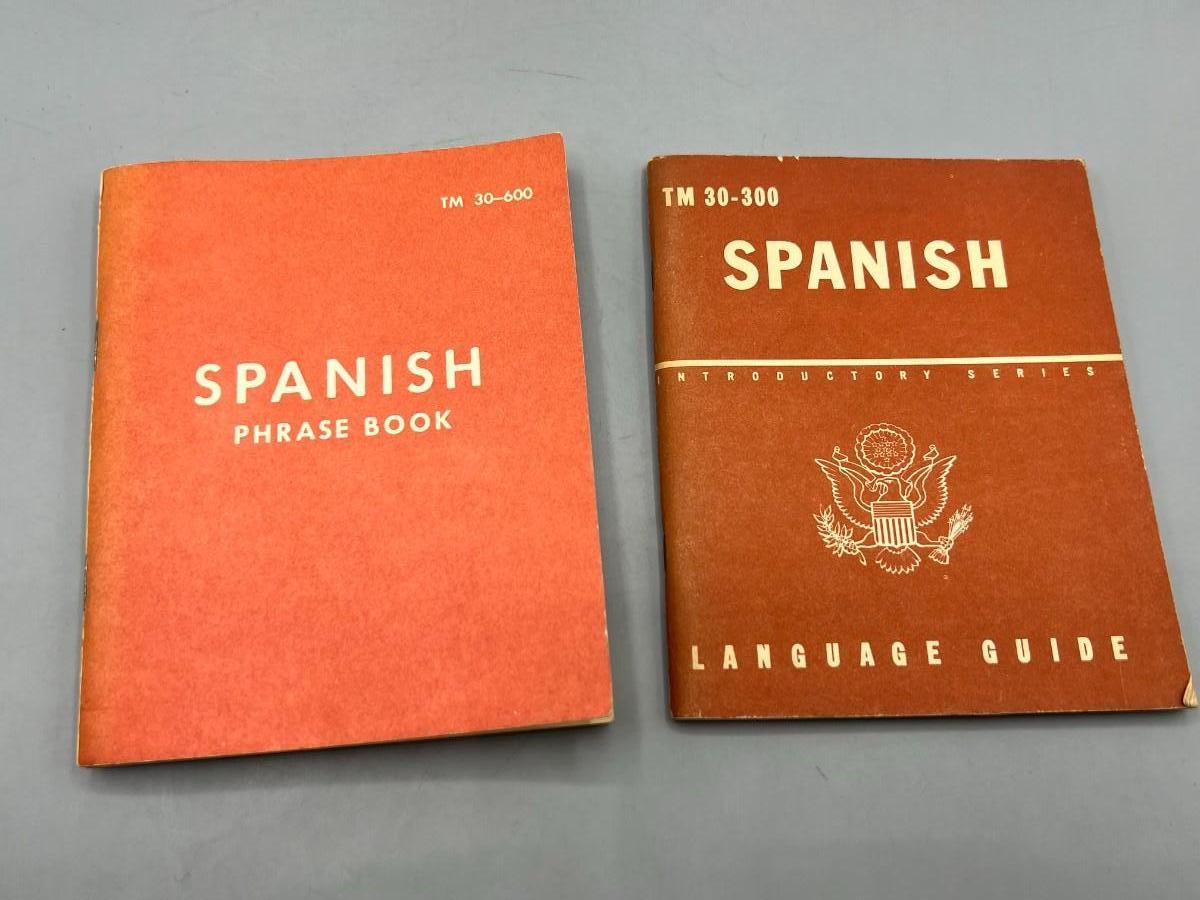 TM 30–600
SPANISH
PHRASE BOOK
TM 30-300
SPANISH
INTRODUCTORY SERIES
LANGUAGE GUIDE